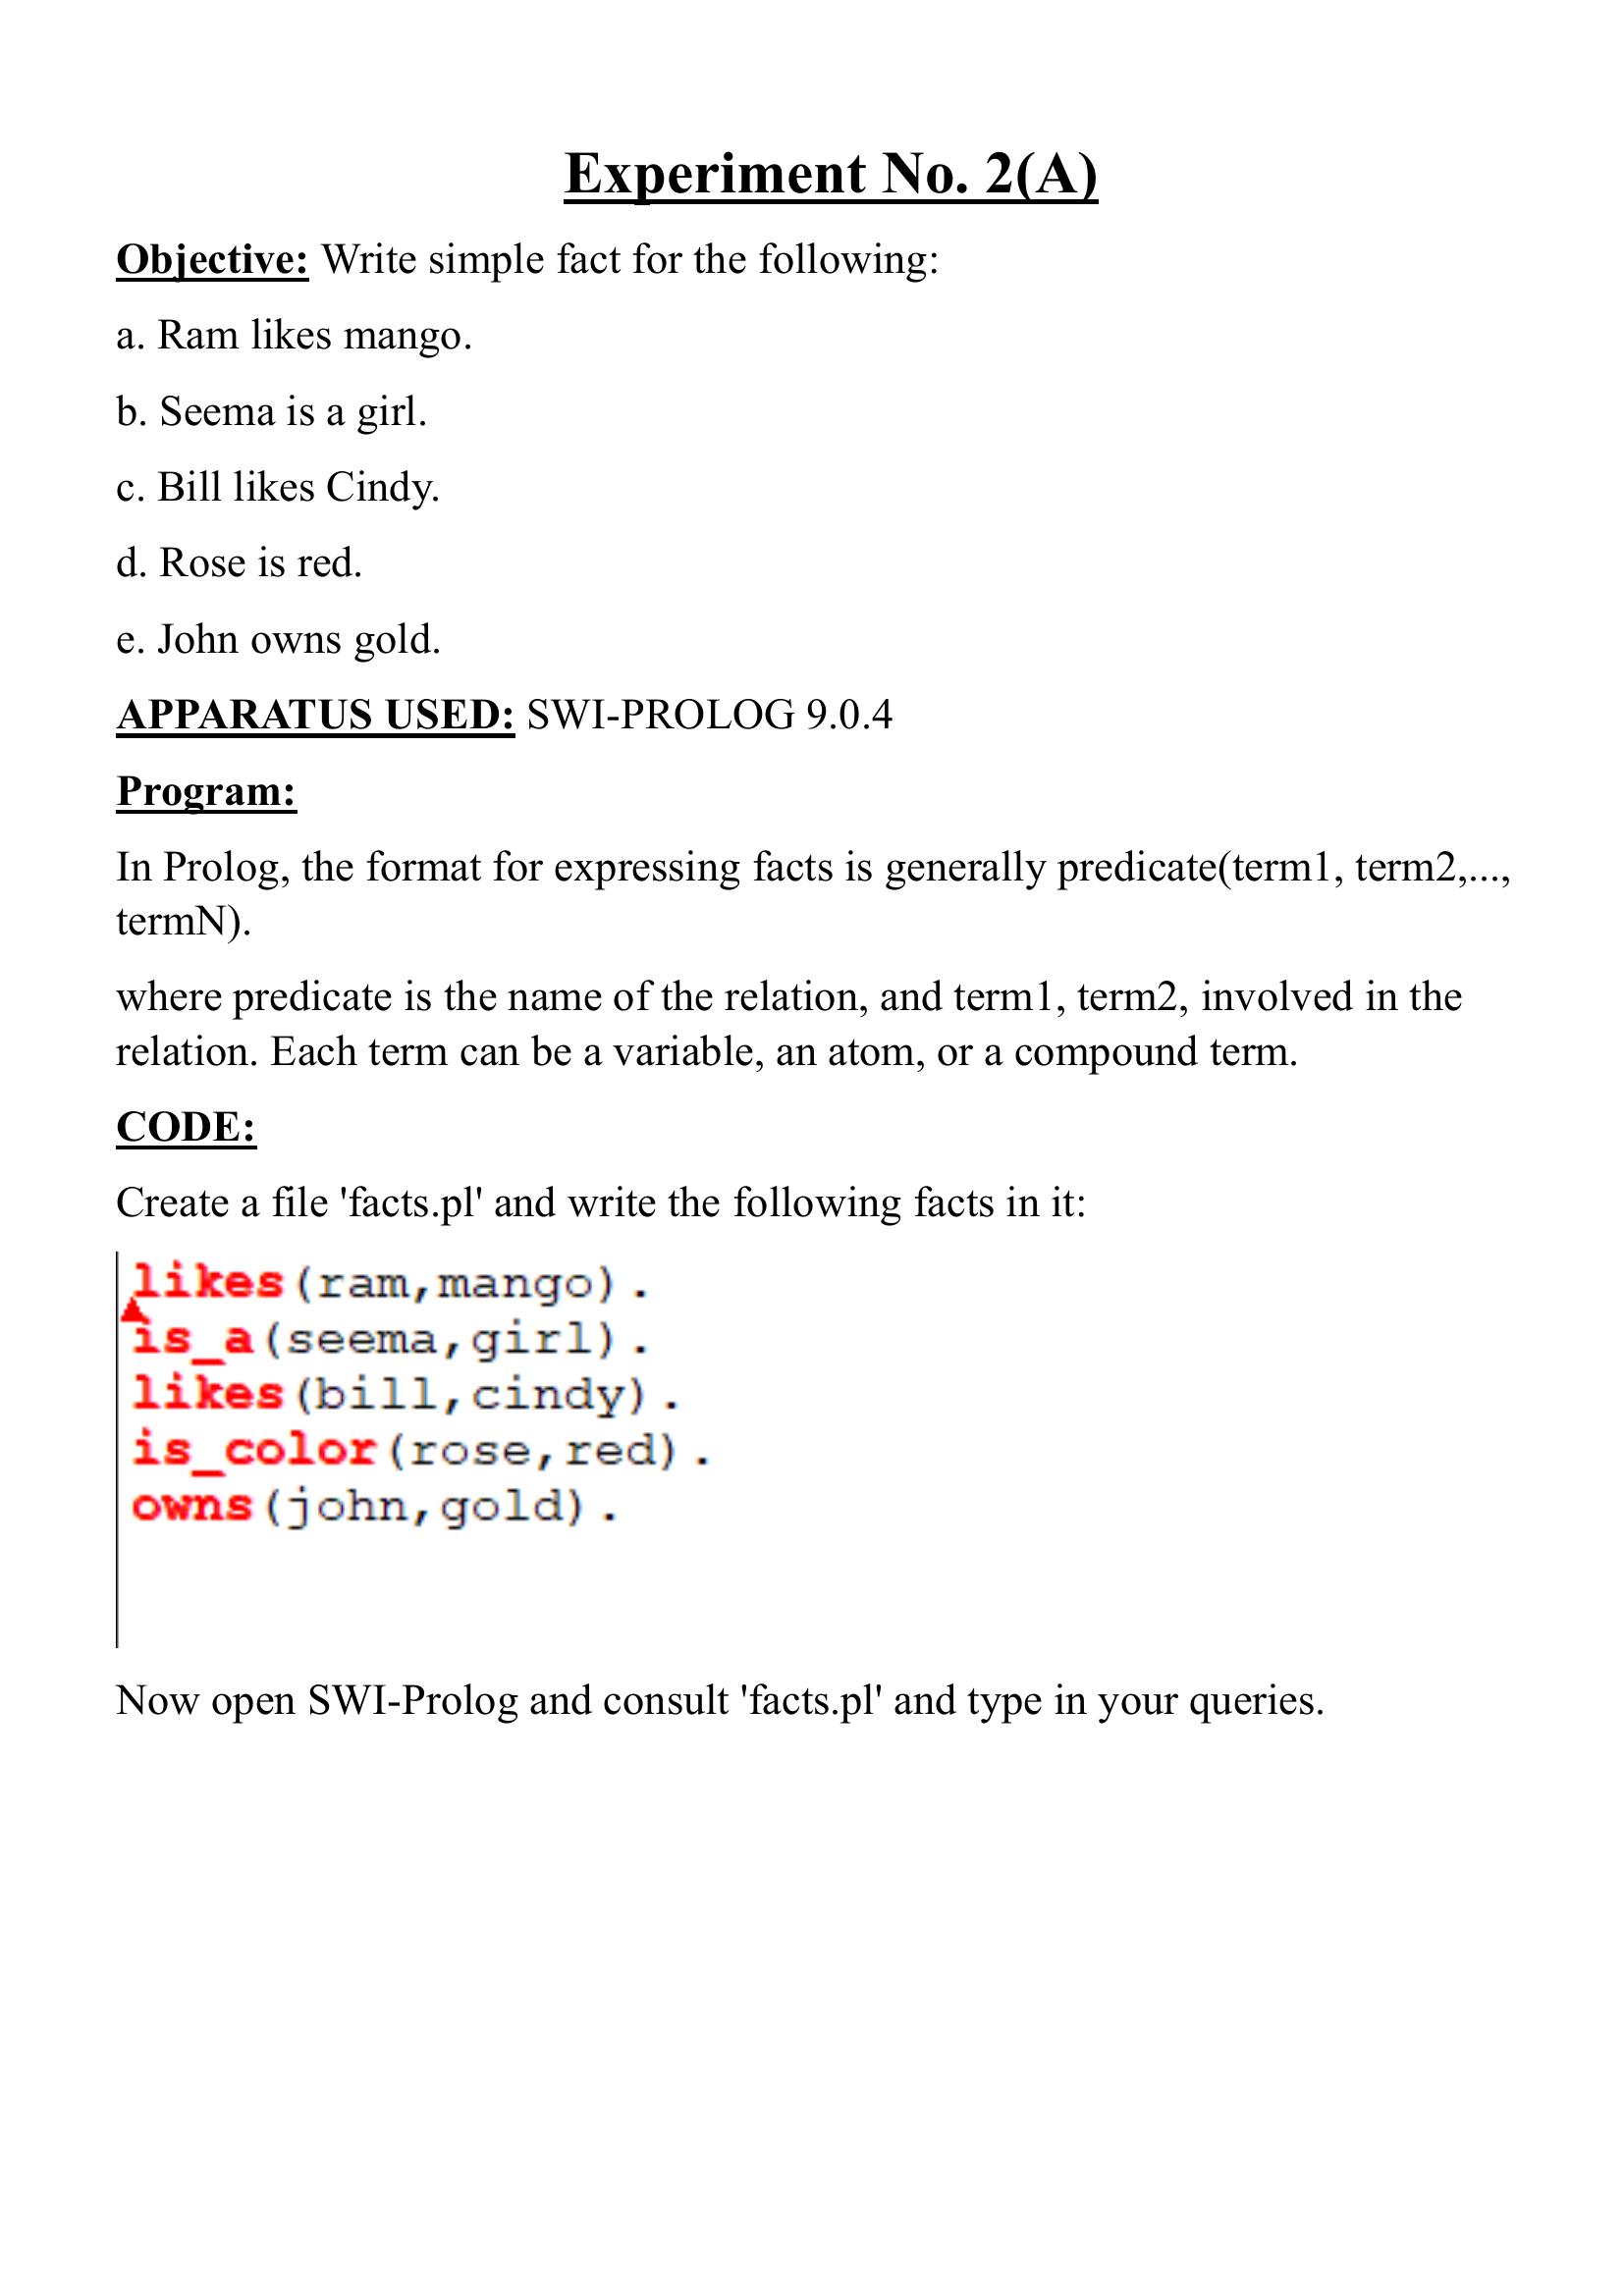 Experiment No. 2(A)
Objective: Write simple fact for the following:
a. Ram likes mango.
b. Seema is a girl.
c. Bill likes Cindy.
d. Rose is red.
e. John owns gold.
APPARATUS USED: SWI-PROLOG 9.0.4
Program:
In Prolog, the format for expressing facts is generally predicate(term1, term2,...,
termN).
where predicate is the name of the relation, and term1, term2, involved in the
relation. Each term can be a variable, an atom, or a compound term.
CODE:
Create a file 'facts.pl' and write the following facts in it:
likes(ram,mango).
is_a(seema,girl).
likes(bill,cindy).
is_color(rose,red).
owns(john,gold).
Now open SWI-Prolog and consult 'facts.pl' and type in your queries.